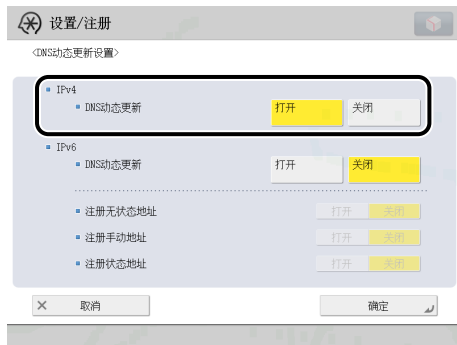 设置/注册
<DNS动态更新设置>
IPv4
DNS动态更新 打开 关闭
IPv6
DNS动态更新 打开 关闭
注册无状态地址 打开 关闭
注册手动地址 打开 关闭
注册状态地址 打开 关闭
取消 确定